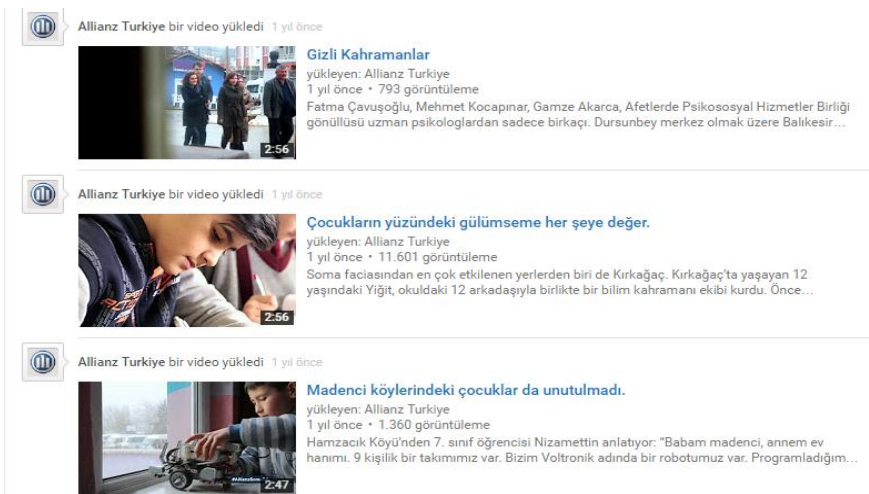 Allianz Turkiye bir video yükledi 1 yıl önce
Gizli Kahramanlar
yükleyen: Allianz Turkiye
1 yıl önce • 793 görüntüleme
Fatma Çavuşoğlu, Mehmet Kocapınar, Gamze Akarca, Afetlerde Psikososyal Hizmetler Birliği
gönüllüsü uzman psikologlardan sadece birkaçı. Dursunbey merkez olmak üzere Balıkesir...
2:56
Allianz Turkiye bir video yükledi 1 yıl önce
Çocukların yüzündeki gülümseme her şeye değer.
yükleyen: Allianz Turkiye
1 yıl önce • 11.601 görüntüleme
Soma faciasından en çok etkilenen yerlerden biri de Kırkağaç. Kırkağaç'ta yaşayan 12
yaşındaki Yiğit, okuldaki 12 arkadaşıyla birlikte bir bilim kahramanı ekibi kurdu. Önce...
2:56
Allianz Turkiye bir video yükledi 1 yıl önce
Madenci köylerindeki çocuklar da unutulmadı.
yükleyen: Allianz Turkiye
1 yıl önce • 1.360 görüntüleme
Hamzacık Köyü'nden 7. sınıf öğrencisi Nizamettin anlatıyor: "Babam madenci, annem ev
hanımı. 9 kişilik bir takımımız var. Bizim Voltronik adında bir robotumuz var. Programladığım...
2:47